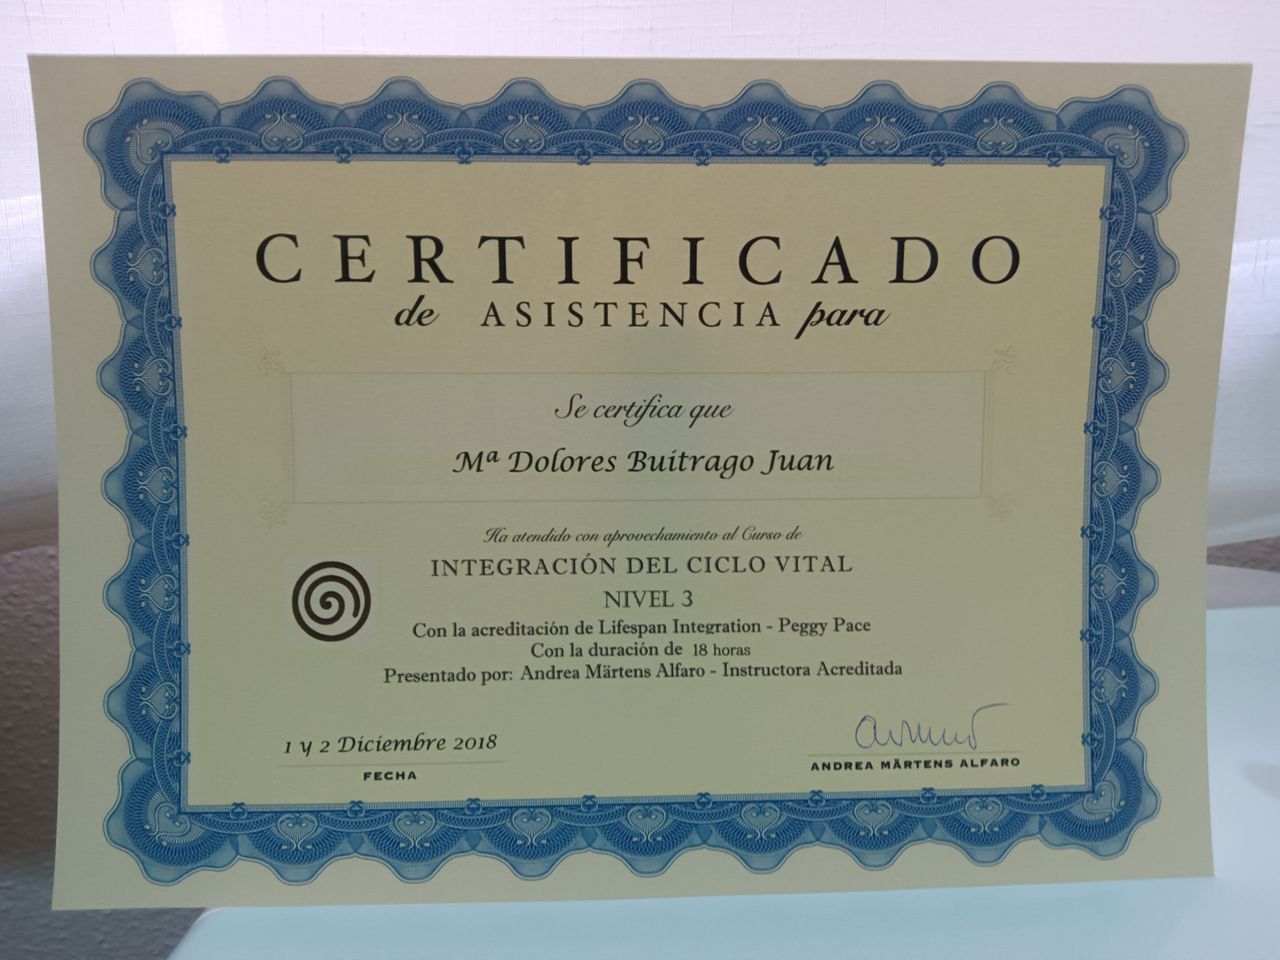 CERTIFICADO
de ASISTENCIA para
Se certifica que
Mª Dolores Buitrago Juan
Ha atendido con aprovechamiento al Curso de
INTEGRACIÓN DEL CICLO VITAL
NIVEL 3
Con la acreditación de Lifespan Integration - Peggy Pace
Con la duración de 18 horas
Presentado por: Andrea Märtens Alfaro - Instructora Acreditada
1 y 2 Diciembre 2018
FECHA
ANDREA MÄRTENS ALFARO